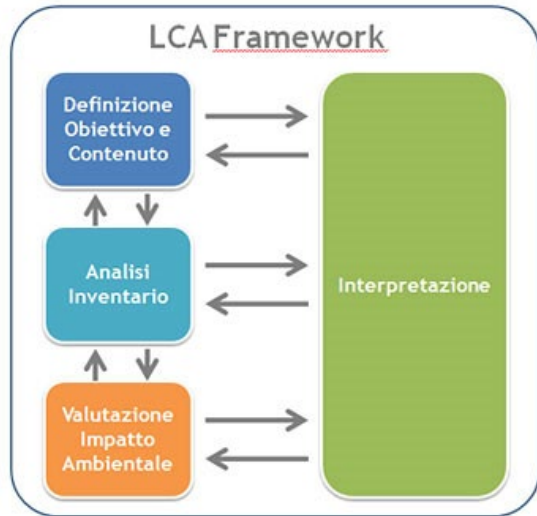 LCA Framework
Definizione
Obiettivo e
Contenuto
Analisi
Inventario
Interpretazione
Valutazione
Impatto
Ambientale